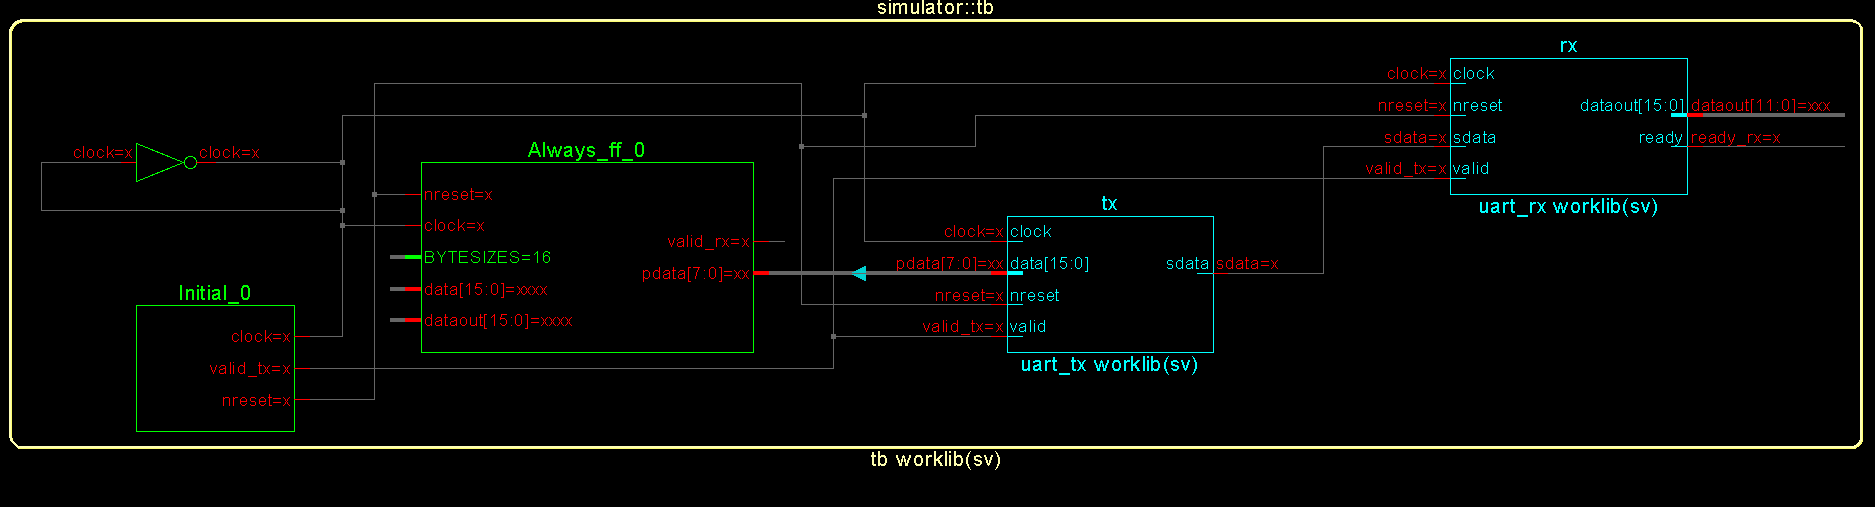 simulator::tb
rx
clock=x clock
nreset=x nreset dataout[15:0] dataout[11:0]=xxx
sdata=x sdata ready ready_rx=x
valid_tx=x valid
uart_rx worklib(sv)
clock=x clock=x
Always_ff_0
nreset=x
clock=x
valid_rx=x
BYTESIZES=16
pdata[7:0]=xx
data[15:0]=xxxx
dataout[15:0]=xxxx
tx
clock=x clock
pdata[7:0]=xx data[15:0] sdata sdata=x
nreset=x nreset
valid_tx=x valid
uart_tx worklib(sv)
Initial_0
clock=x
valid_tx=x
nreset=x
tb worklib(sv)